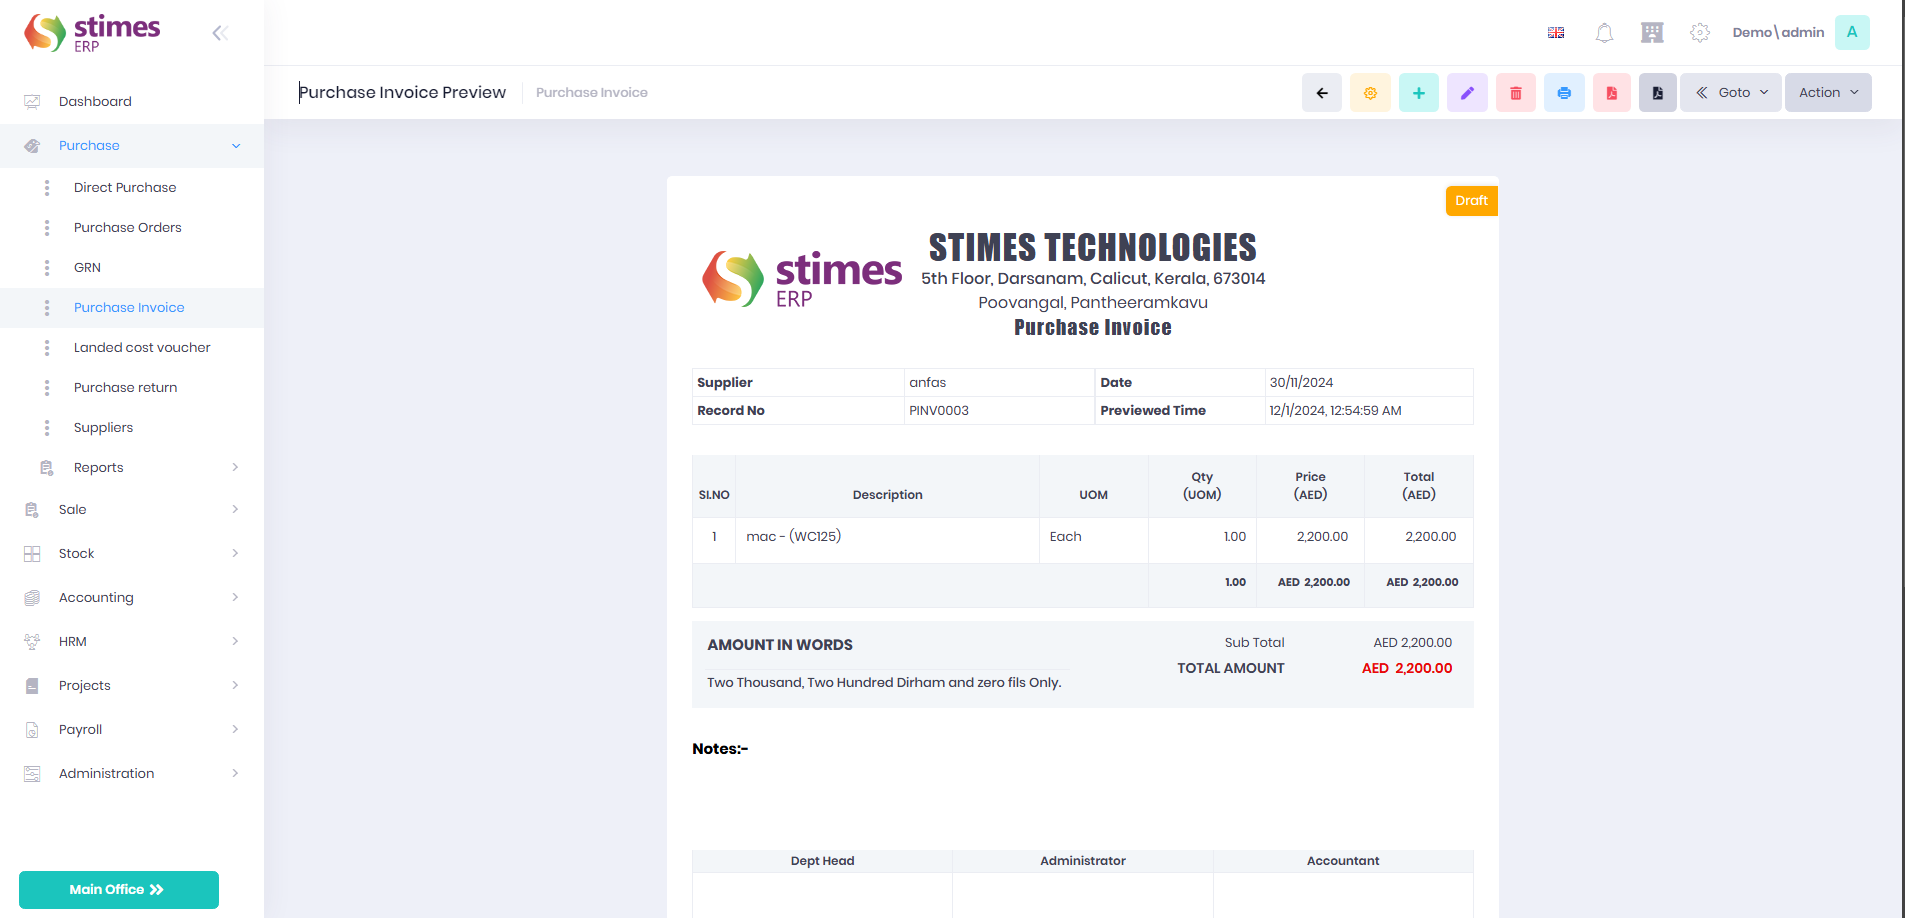 stimes
ERP
Demo\admin
A
Dashboard
Purchase
Direct Purchase
Purchase Orders
GRN
Purchase Invoice
Landed cost voucher
Purchase return
Suppliers
Reports
Sale
Stock
Accounting
HRM
Projects
Payroll
Administration
Main Office
Purchase Invoice Preview
Purchase Invoice
Goto
Action
Draft
stimes
ERP
STIMES TECHNOLOGIES
5th Floor, Darsanam, Calicut, Kerala, 673014
Poovangal, Pantheeramkavu
Purchase Invoice
Supplier anfas Date 30/11/2024
Record No PINV0003 Previewed Time 12/1/2024, 12:54:59 AM
SI.NO Description UOM Qty (UOM) Price (AED) Total (AED)
1 mac - (WC125) Each 1.00 2,200.00 2,200.00
1.00 AED 2,200.00 AED 2,200.00
AMOUNT IN WORDS
Two Thousand, Two Hundred Dirham and zero fils Only.
Sub Total AED 2,200.00
TOTAL AMOUNT AED 2,200.00
Notes:-
Dept Head Administrator Accountant